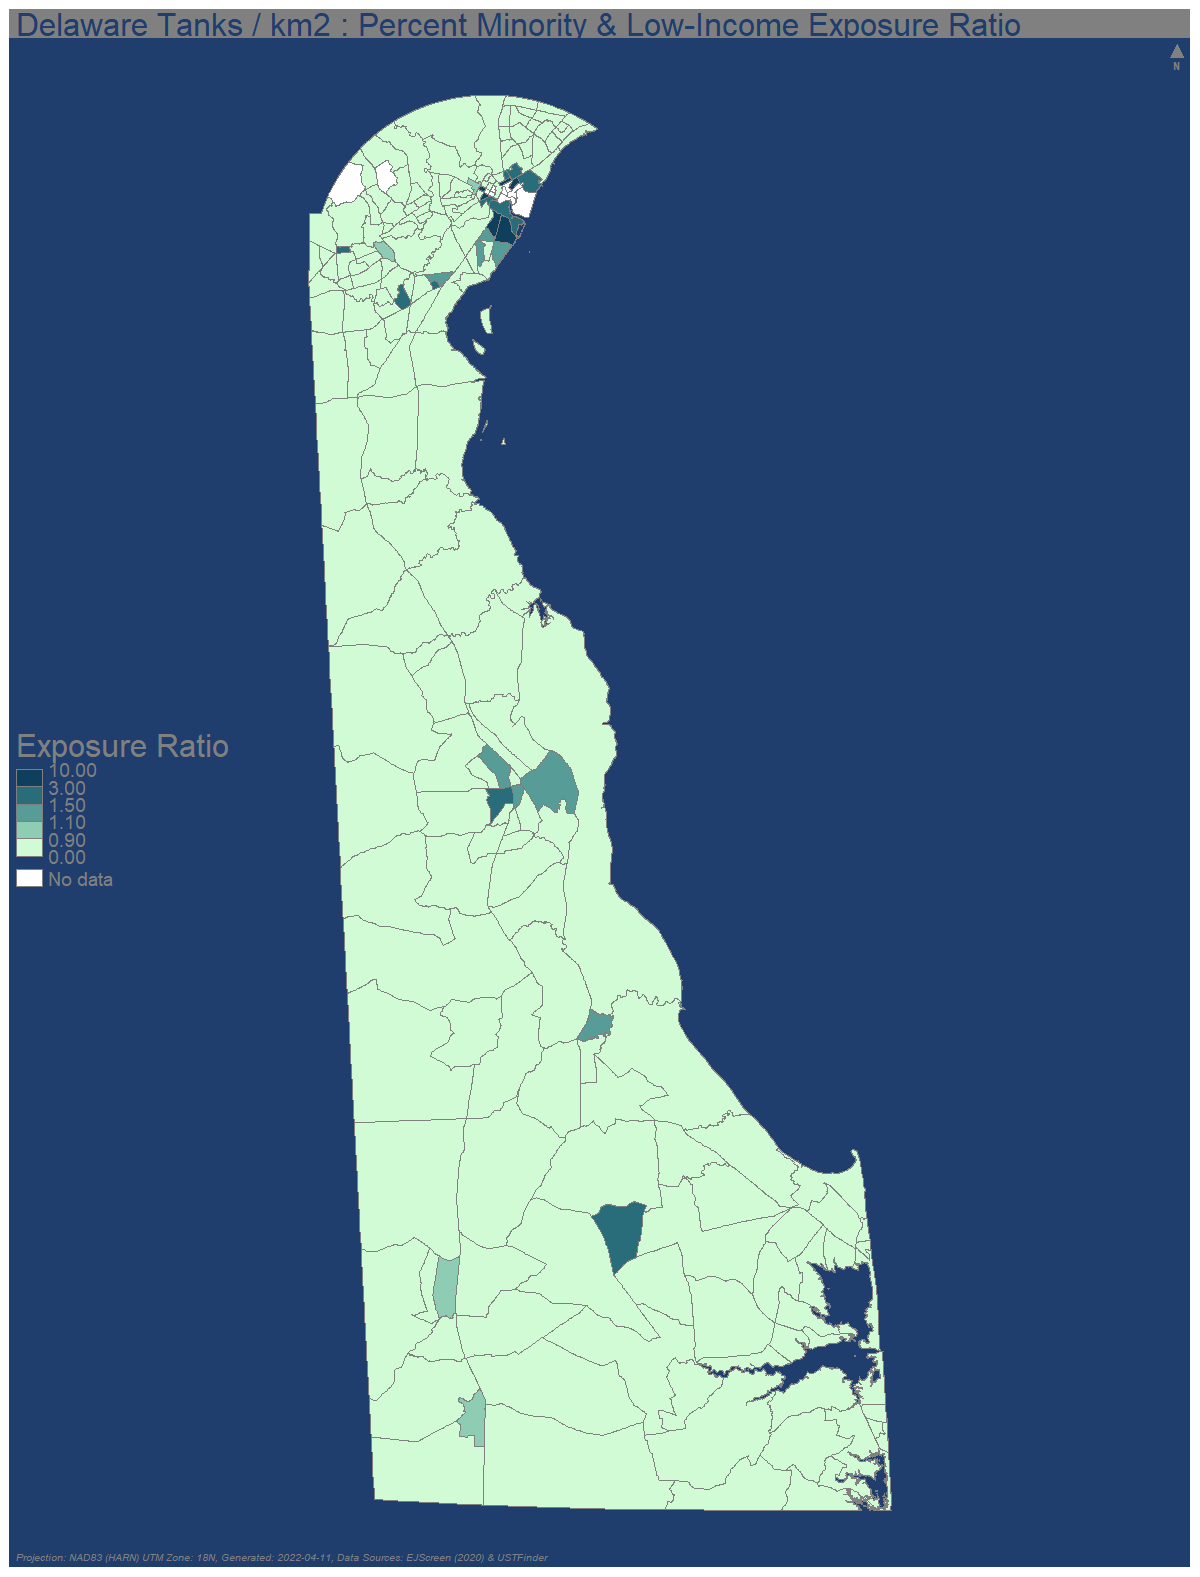 Delaware Tanks / km2 : Percent Minority & Low-Income Exposure Ratio
N
Exposure Ratio
10.00
3.00
1.50
1.10
0.90
0.00
No data
Projection: NAD83 (HARN) UTM Zone: 18N, Generated: 2022-04-11, Data Sources: EJScreen (2020) & USTFinder